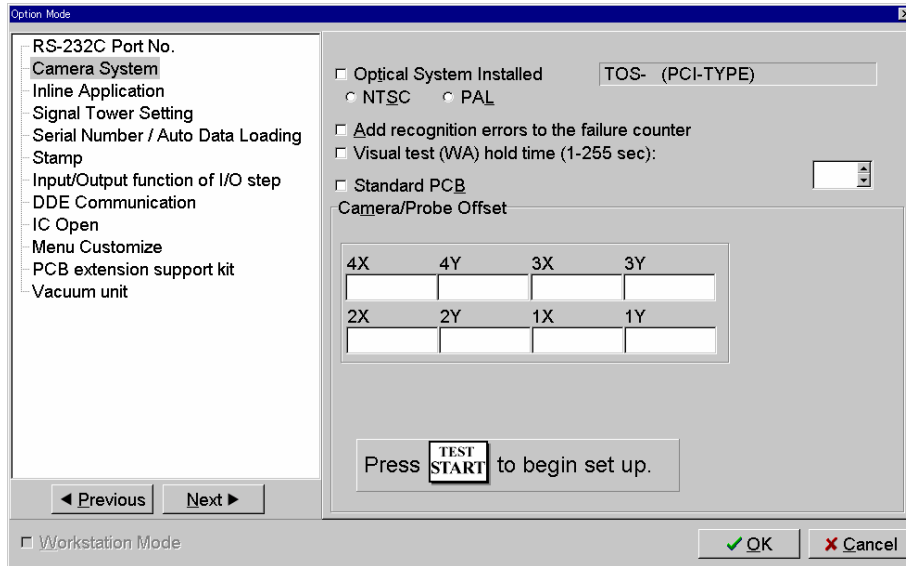 Option Mode
RS-232C Port No.
Camera System
Inline Application
Signal Tower Setting
Serial Number / Auto Data Loading
Stamp
Input/Output function of I/O step
DDE Communication
IC Open
Menu Customize
PCB extension support kit
Vacuum unit
Previous Next
Optical System Installed TOS- (PCI-TYPE)
NTSC PAL
Add recognition errors to the failure counter
Visual test (WA) hold time (1-255 sec):
Standard PCB
Camera/Probe Offset
4X 4Y 3X 3Y
2X 2Y 1X 1Y
Press TEST START to begin set up.
Workstation Mode
OK Cancel